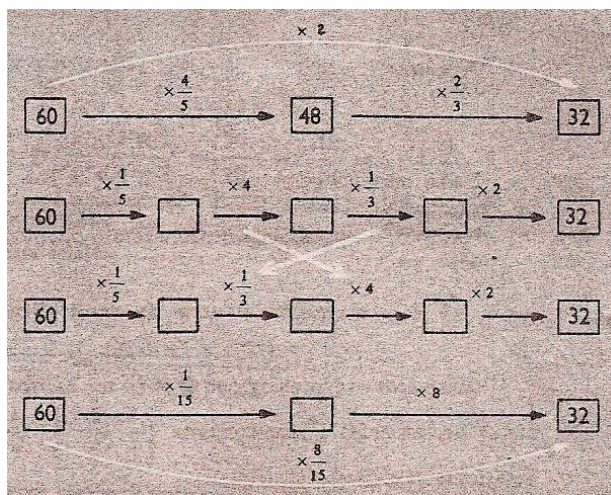 × 2
× 4/5 × 2/3
60 48 32
× 1/5 × 4 × 1/3 × 2
60 32
× 1/5 × 1/3 × 4 × 2
60 32
× 1/15 × 8
60 32
× 8/15